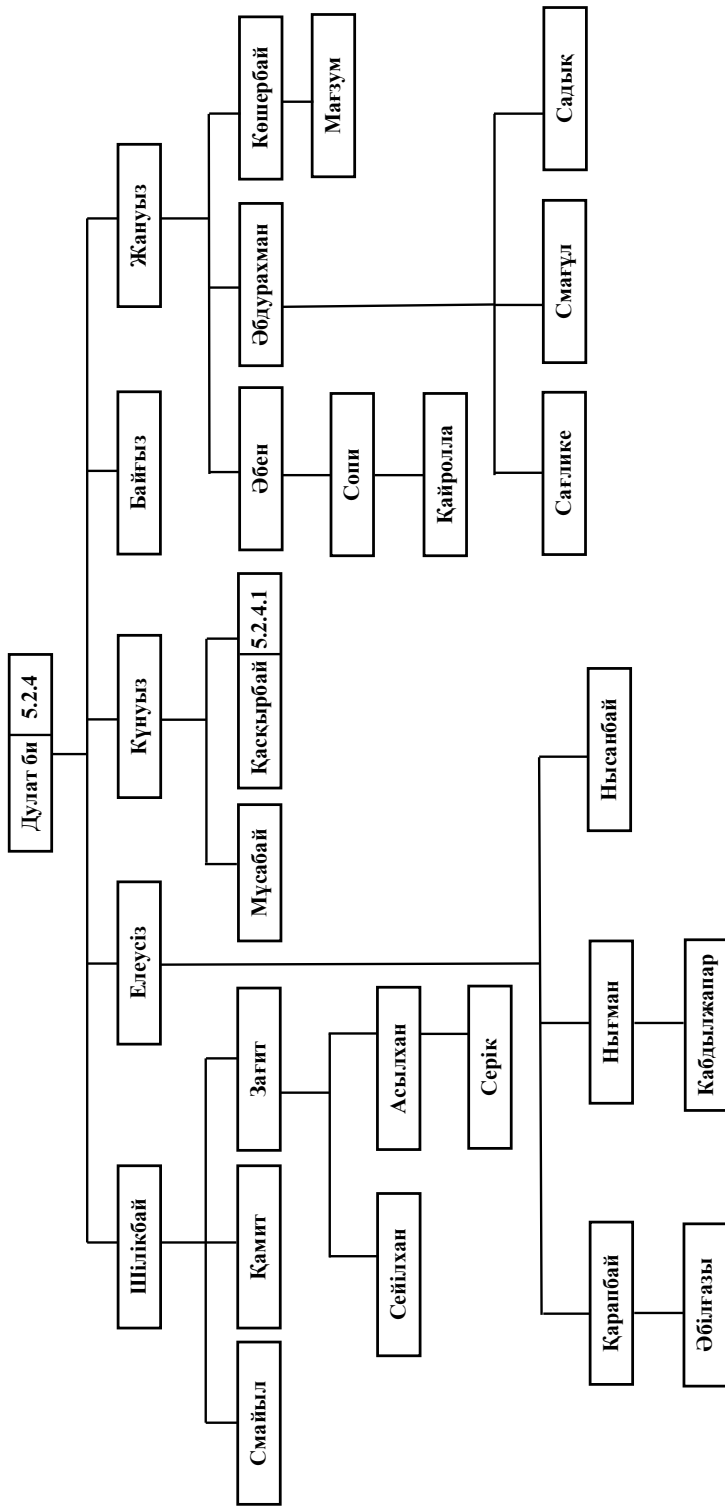 Дулат би 5.2.4
Шілікбай
Елеусіз
Күнуыз
Байғыз
Жануыз
Смайыл
Қамит
Зағит
Мұсабай
Қасқырбай 5.2.4.1
Әбен
Әбдурахман
Көшербай
Сопи
Мағзум
Сейілхан
Асылхан
Қайролла
Серік
Сағлике
Смағұл
Садық
Қарапбай
Нығман
Нысанбай
Әбілғазы
Кабдылжапар